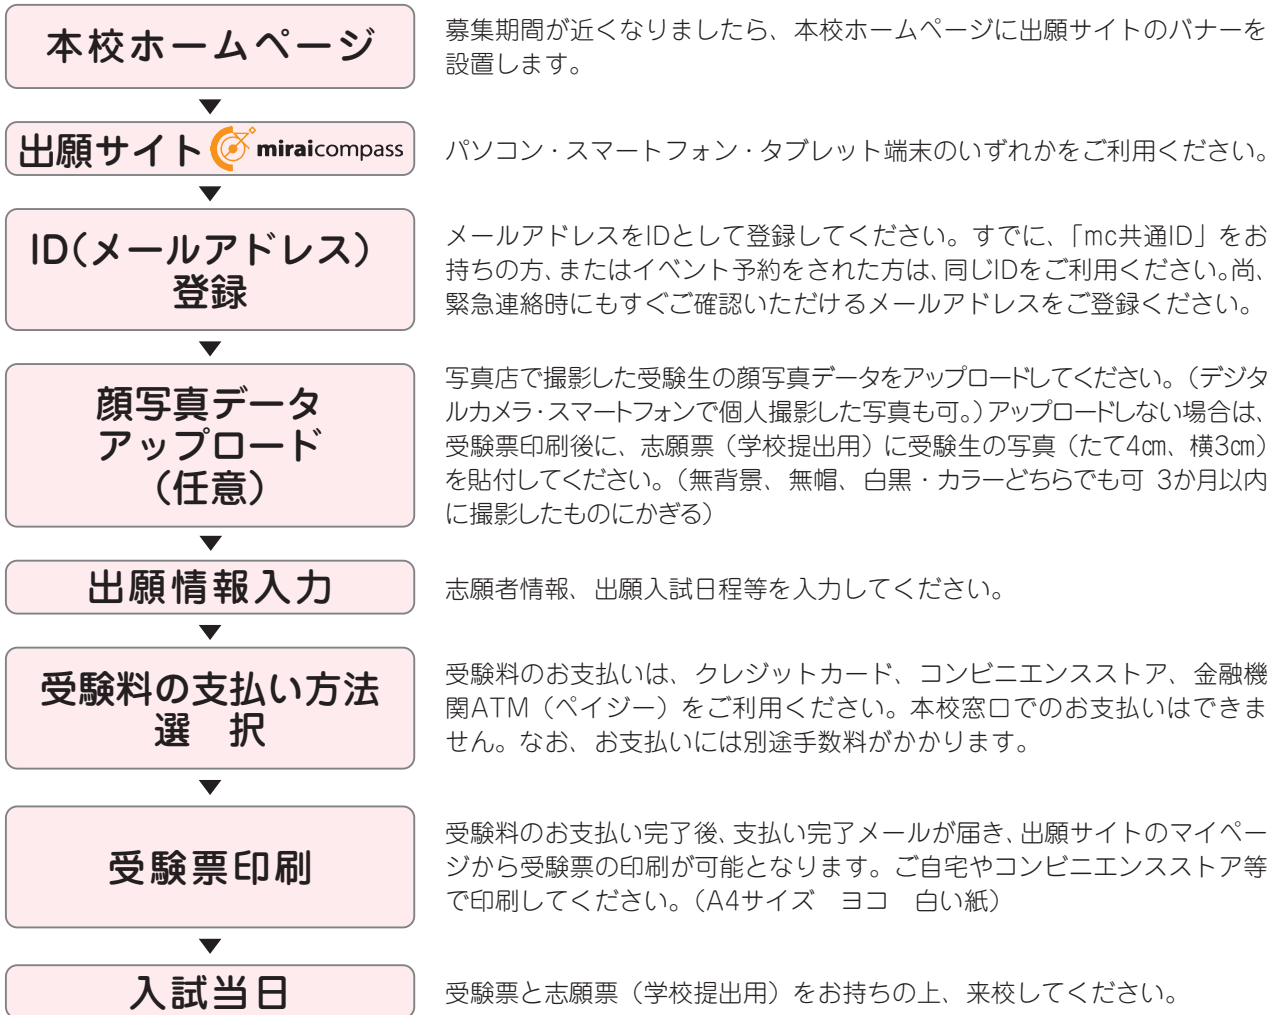 本校ホームページ
募集期間が近くなりましたら、本校ホームページに出願サイトのバナーを
設置します。
出願サイト miraicompass
パソコン・スマートフォン・タブレット端末のいずれかをご利用ください。
ID(メールアドレス)
登録
メールアドレスをIDとして登録してください。すでに、「mc共通ID」をお
持ちの方、またはイベント予約をされた方は、同じIDをご利用ください。尚、
緊急連絡時にもすぐご確認いただけるメールアドレスをご登録ください。
顔写真データ
アップロード
(任意)
写真店で撮影した受験生の顔写真データをアップロードしてください。(デジタ
ルカメラ・スマートフォンで個人撮影した写真も可。)アップロードしない場合は、
受験票印刷後に、志願票(学校提出用)に受験生の写真(たて4㎝、横3㎝)
を貼付してください。(無背景、無帽、白黒・カラーどちらでも可 3か月以内
に撮影したものにかぎる)
出願情報入力
志願者情報、出願入試日程等を入力してください。
受験料の支払い方法
選 択
受験料のお支払いは、クレジットカード、コンビニエンスストア、金融機
関ATM(ペイジー)をご利用ください。本校窓口でのお支払いはできま
せん。なお、お支払いには別途手数料がかかります。
受験票印刷
受験料のお支払い完了後、支払い完了メールが届き、出願サイトのマイペー
ジから受験票の印刷が可能となります。ご自宅やコンビニエンスストア等
で印刷してください。(A4サイズ ヨコ 白い紙)
入試当日
受験票と志願票(学校提出用)をお持ちの上、来校してください。